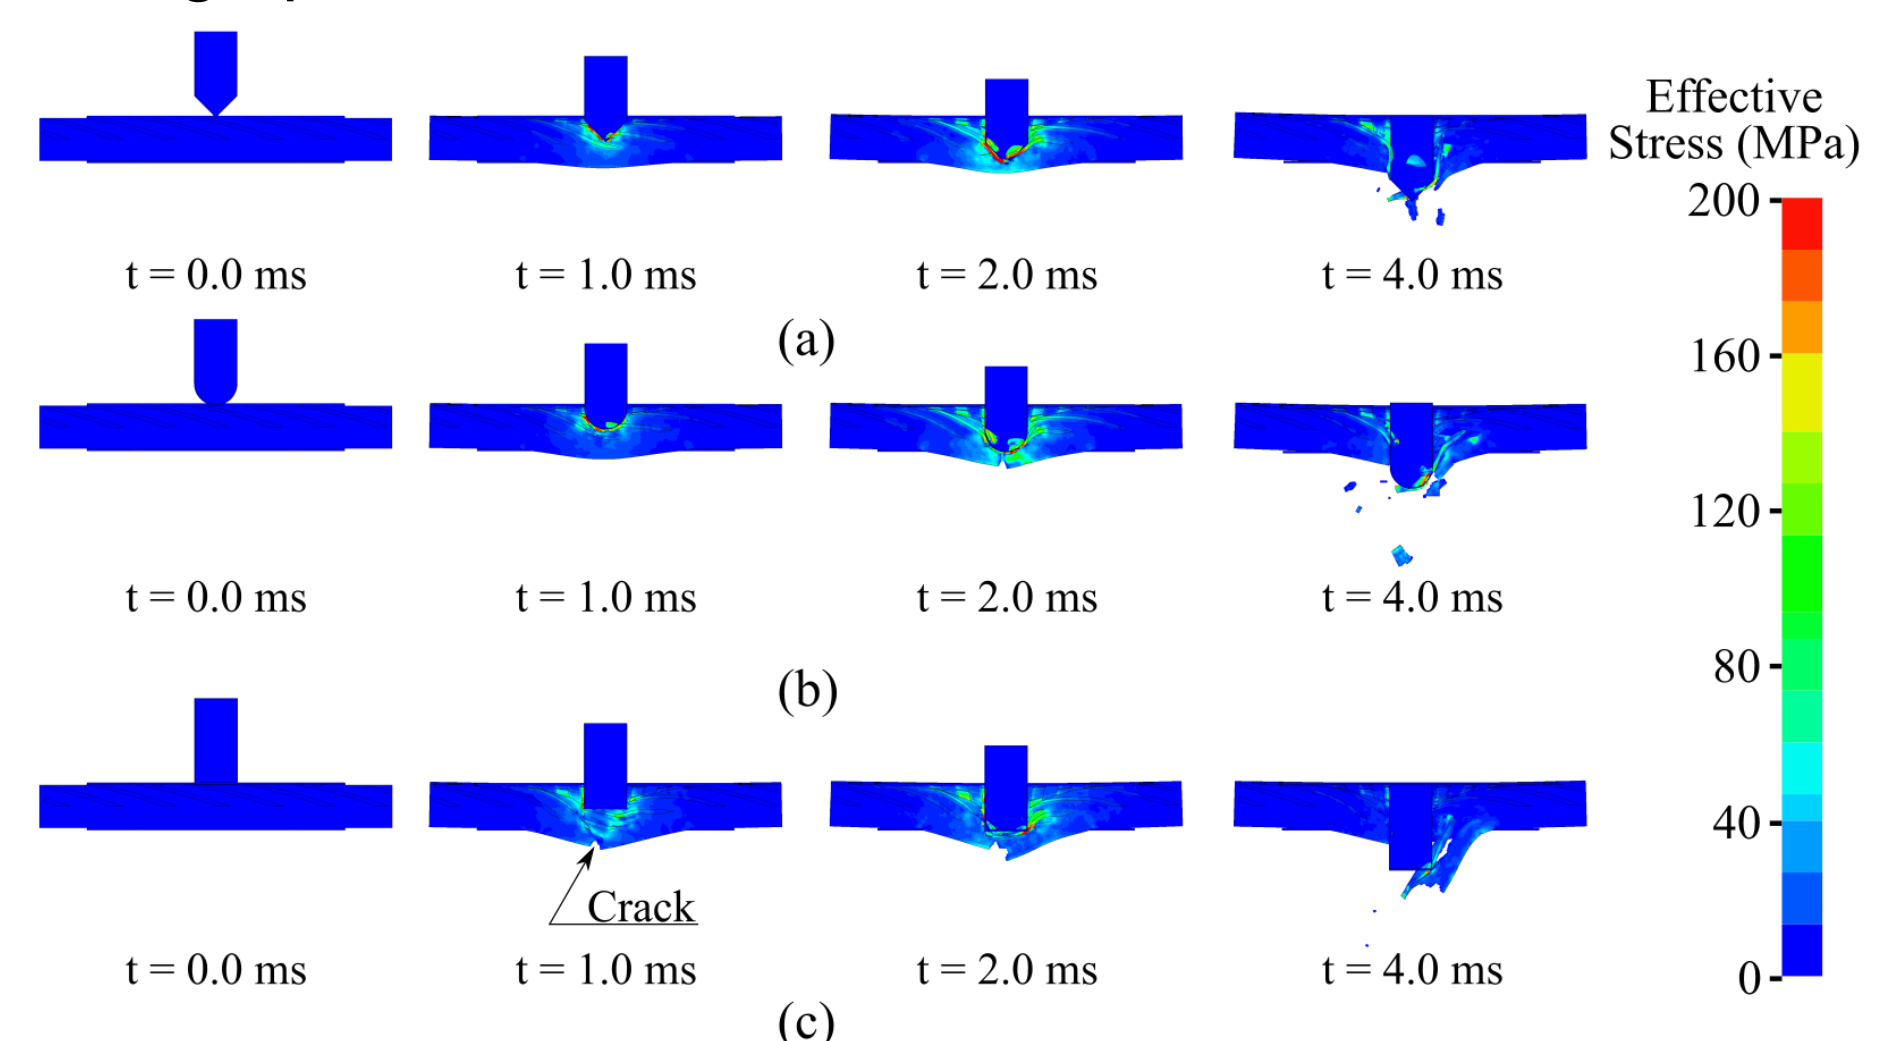 Effective
Stress (MPa)
200
160
120
80
40
0
t = 0.0 ms
t = 1.0 ms
t = 2.0 ms
t = 4.0 ms
(a)
t = 0.0 ms
t = 1.0 ms
t = 2.0 ms
t = 4.0 ms
(b)
Crack
t = 0.0 ms
t = 1.0 ms
t = 2.0 ms
t = 4.0 ms
(c)